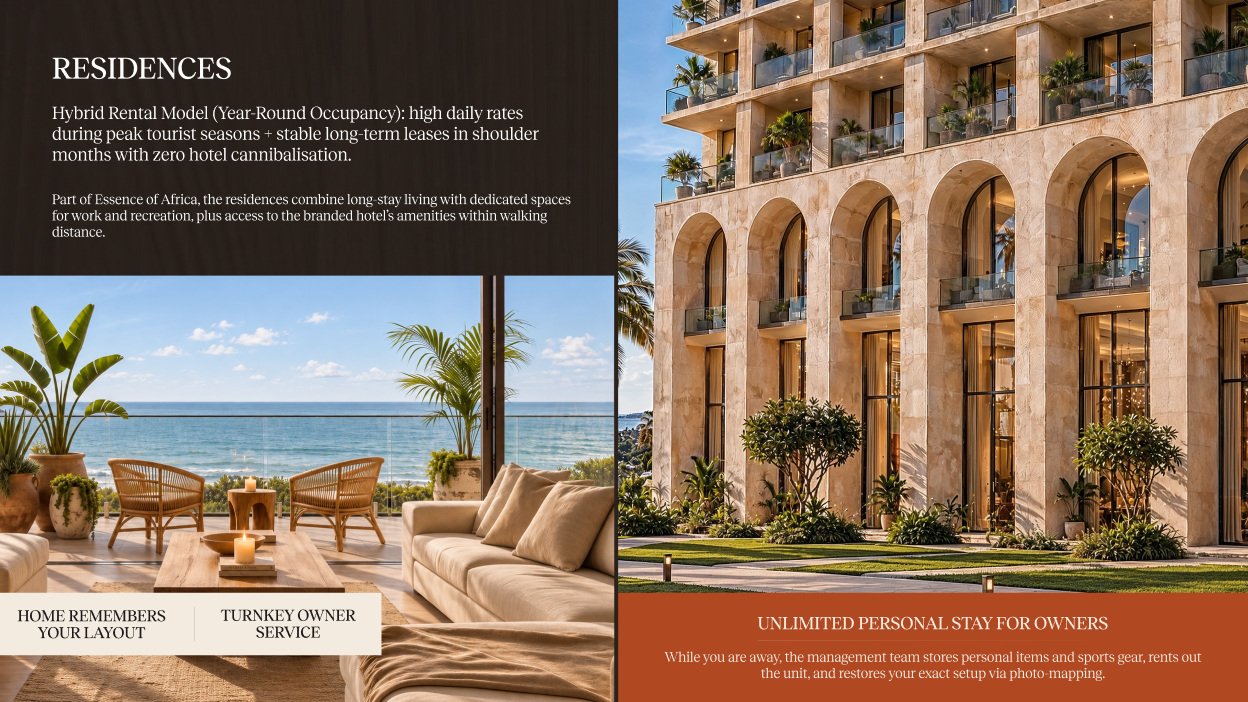 RESIDENCES
Hybrid Rental Model (Year-Round Occupancy): high daily rates
during peak tourist seasons + stable long-term leases in shoulder
months with zero hotel cannibalisation.
Part of Essence of Africa, the residences combine long-stay living with dedicated spaces
for work and recreation, plus access to the branded hotel's amenities within walking
distance.
HOME REMEMBERS
YOUR LAYOUT
TURNKEY OWNER
SERVICE
UNLIMITED PERSONAL STAY FOR OWNERS
While you are away, the management team stores personal items and sports gear, rents out
the unit, and restores your exact setup via photo-mapping.